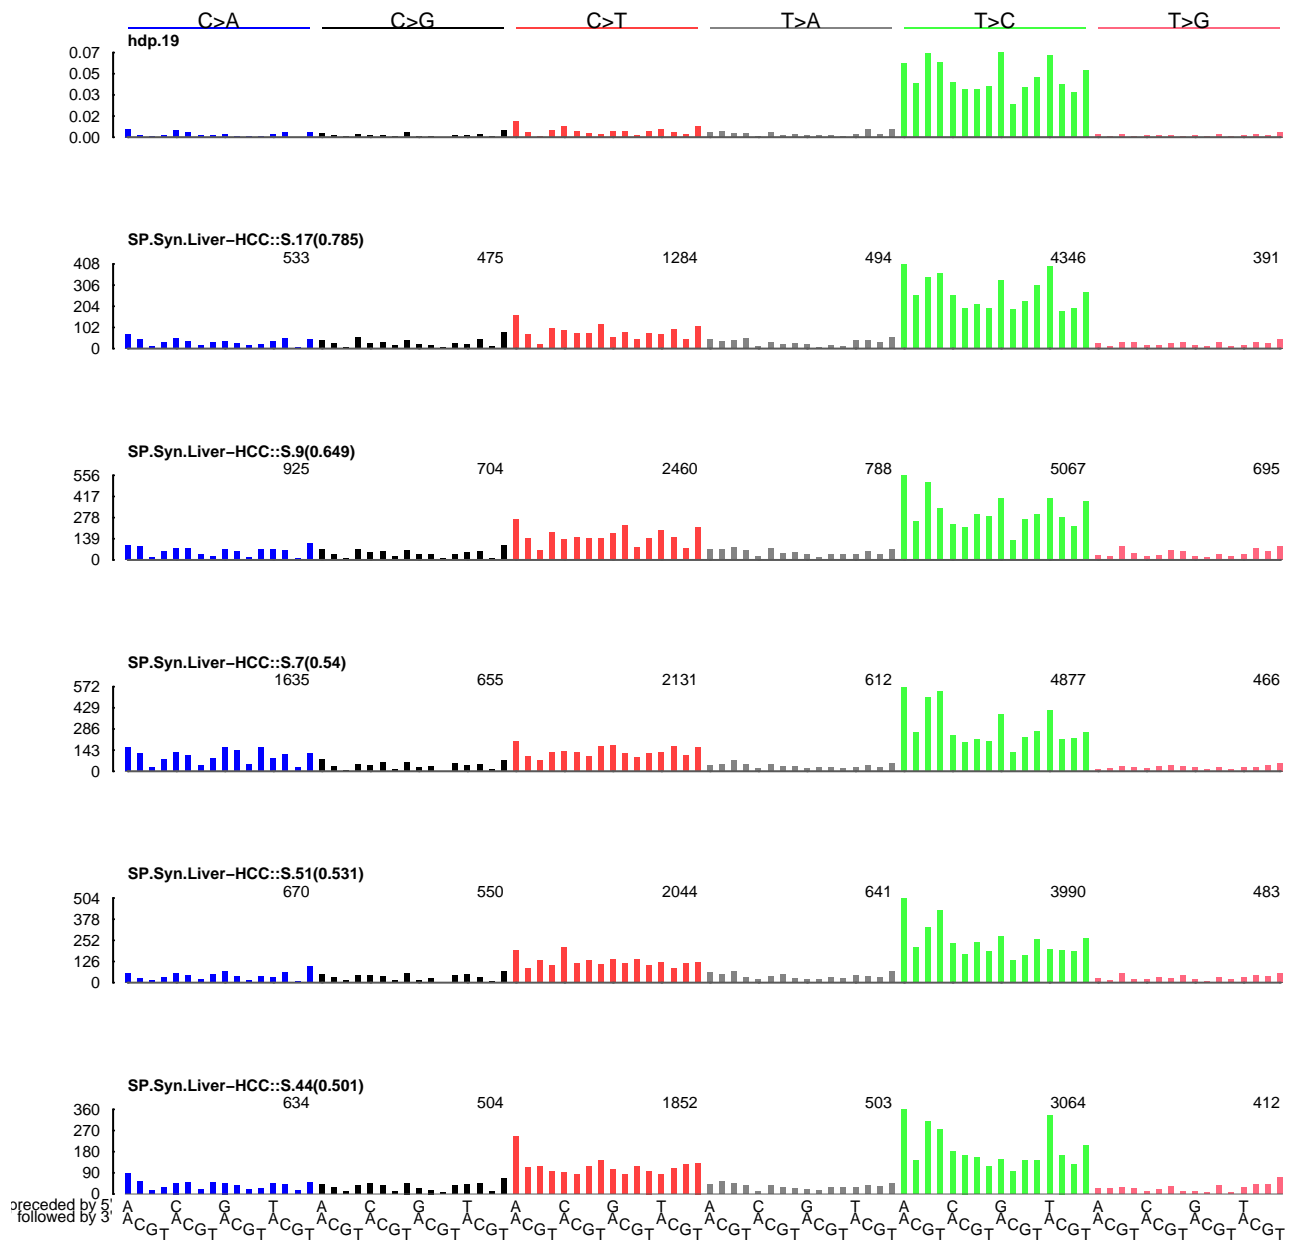 C>A C>G C>T T>A T>C T>G
hdp.19
0.07
0.05
0.03
0.02
0.00
SP.Syn.Liver−HCC::S.17(0.785)
533 475 1284 494 4346 391
408
306
204
102
0
SP.Syn.Liver−HCC::S.9(0.649)
925 704 2460 788 5067 695
556
417
278
139
0
SP.Syn.Liver−HCC::S.7(0.54)
1635 655 2131 612 4877 466
572
429
286
143
0
SP.Syn.Liver−HCC::S.51(0.531)
670 550 2044 641 3990 483
504
378
252
126
0
SP.Syn.Liver−HCC::S.44(0.501)
634 504 1852 503 3064 412
360
270
180
90
0
preceded by 5' A C G T A C G T A C G T A C G T A C G T A C G T
followed by 3' A C G T A C G T A C G T A C G T A C G T A C G T A C G T A C G T A C G T A C G T A C G T A C G T A C G T A C G T A C G T A C G T A C G T A C G T A C G T A C G T A C G T A C G T A C G T A C G T